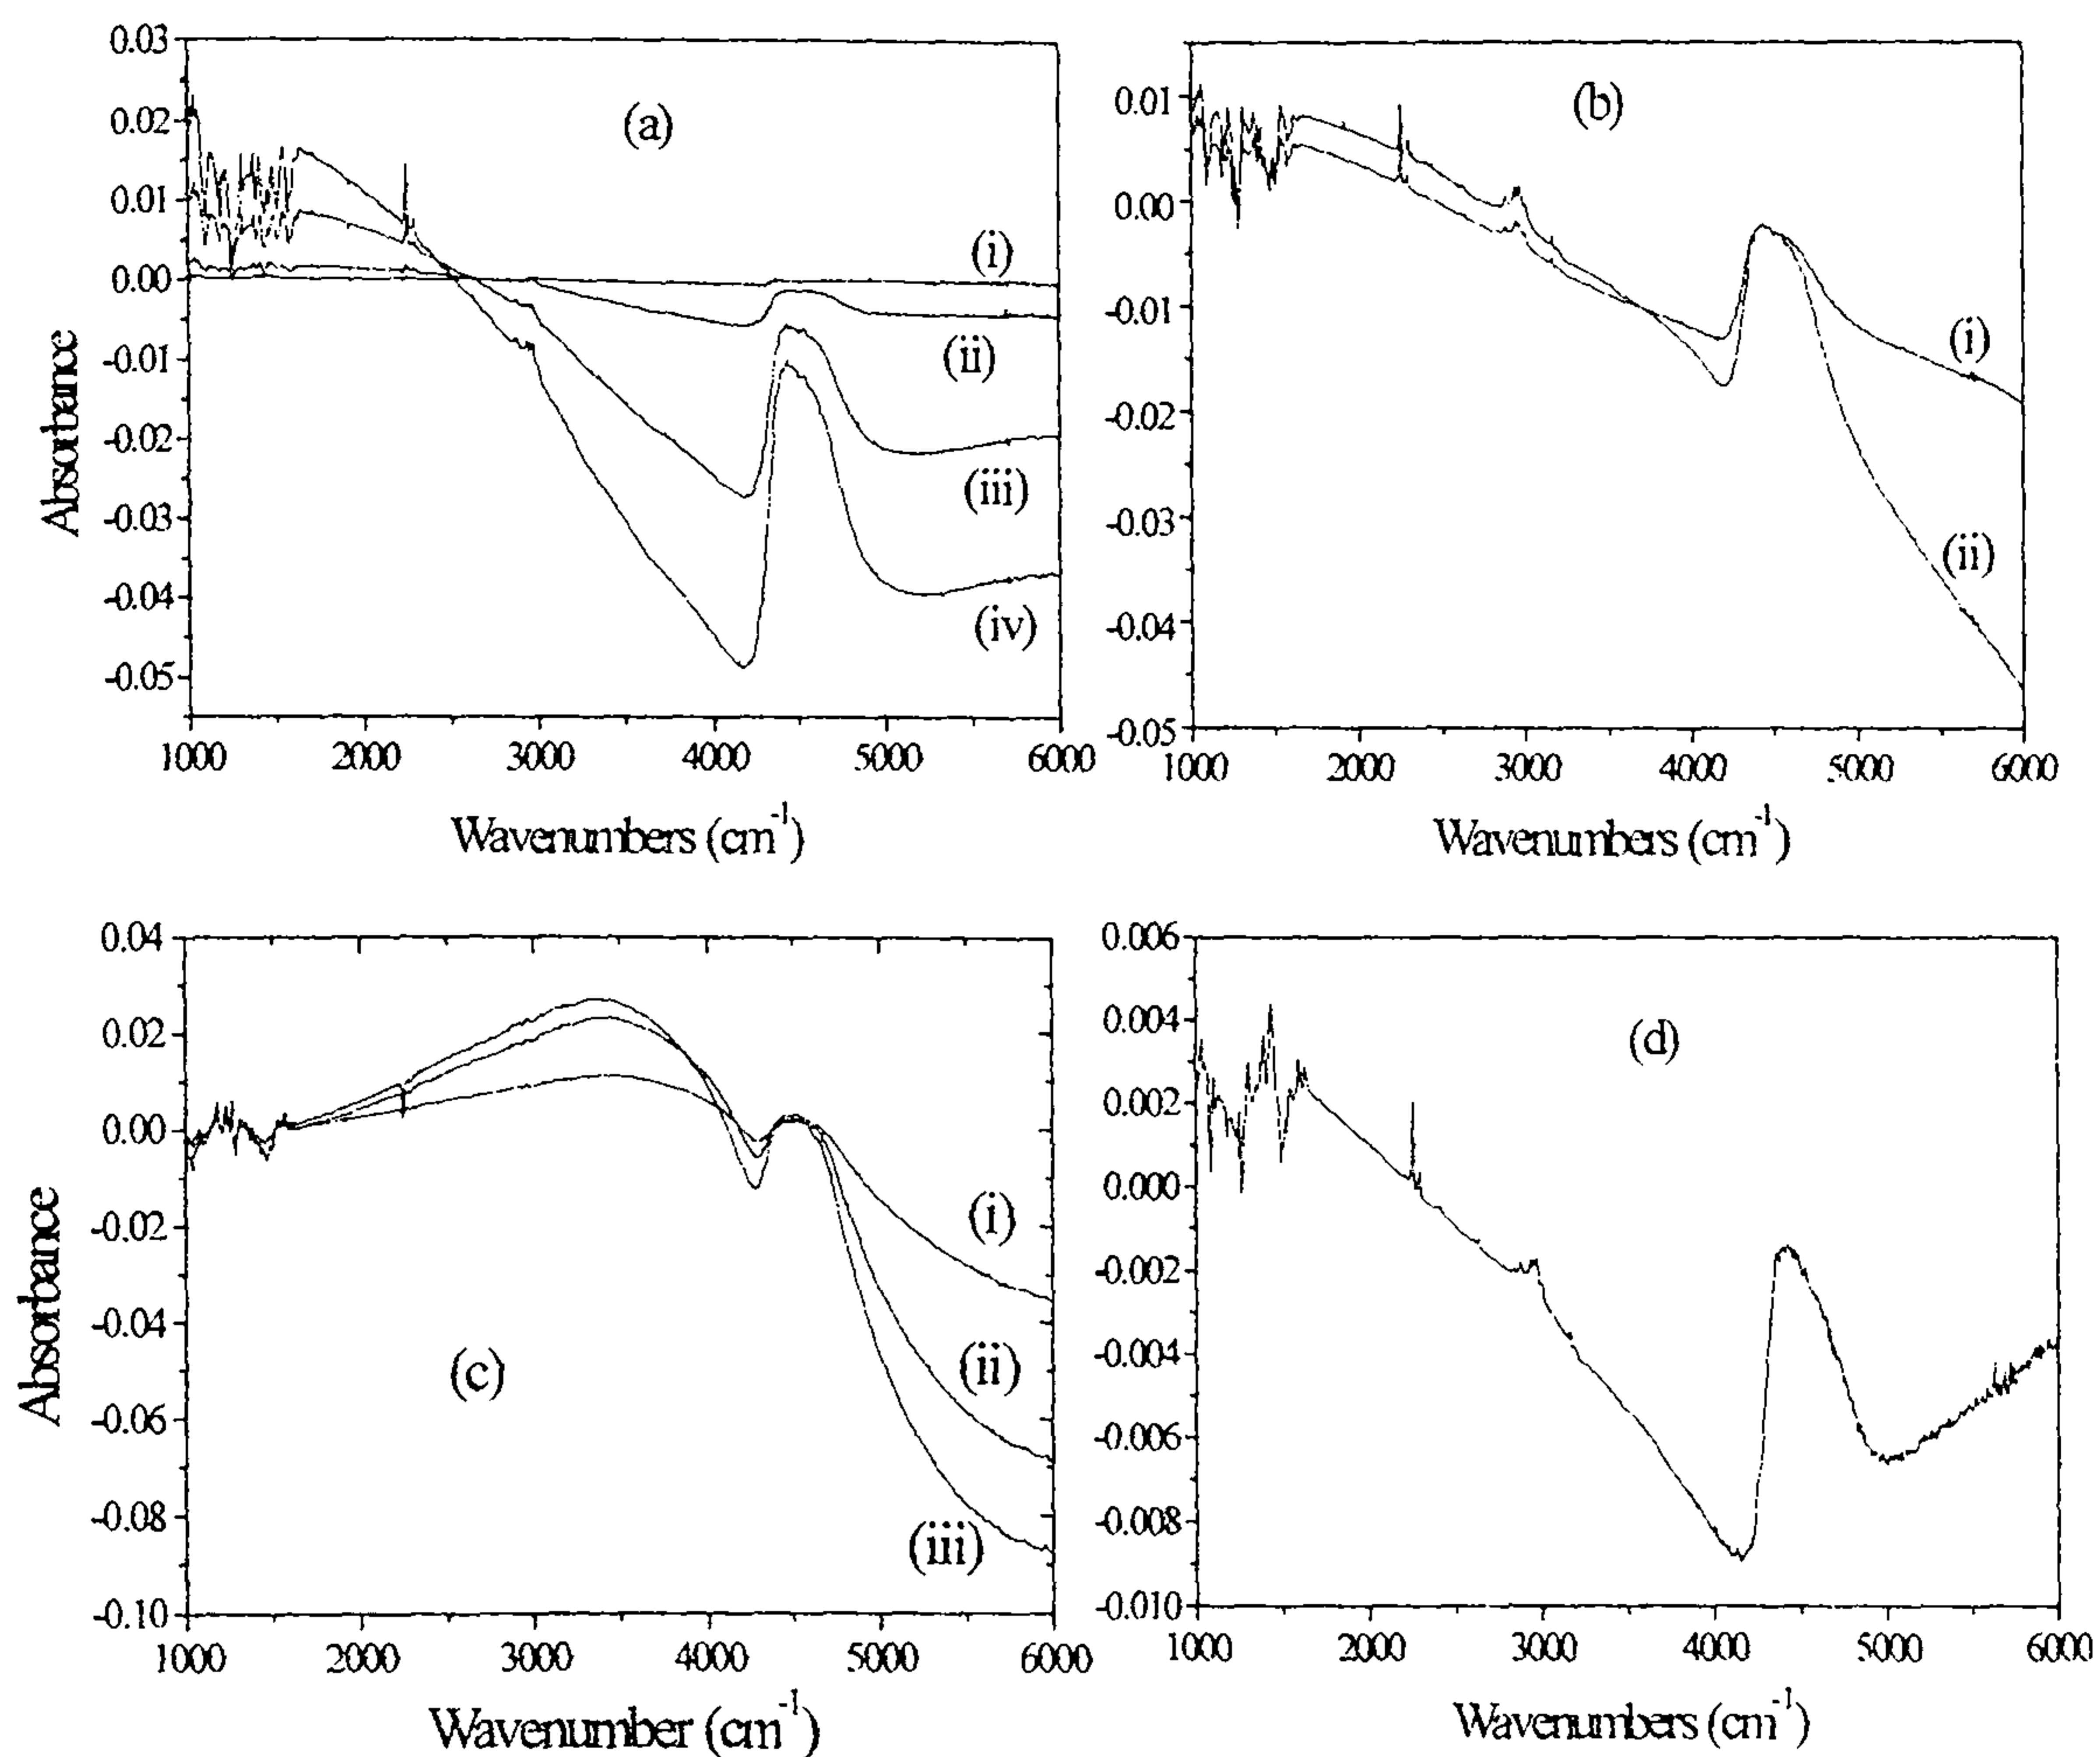 0.03
0.02
0.01
0.00
-0.01
-0.02
-0.03
-0.04
-0.05
Absorbance
(a)
(i)
(ii)
(iii)
(iv)
1000 2000 3000 4000 5000 6000
Wavenumbers (cm-1)
0.01
0.00
-0.01
-0.02
-0.03
-0.04
-0.05
(b)
(i)
(ii)
1000 2000 3000 4000 5000 6000
Wavenumbers (cm-1)
0.04
0.02
0.00
-0.02
-0.04
-0.06
-0.08
-0.10
Absorbance
(c)
(i)
(ii)
(iii)
1000 2000 3000 4000 5000 6000
Wavenumber (cm-1)
0.006
0.004
0.002
0.000
-0.002
-0.004
-0.006
-0.008
-0.010
(d)
1000 2000 3000 4000 5000 6000
Wavenumbers (cm-1)